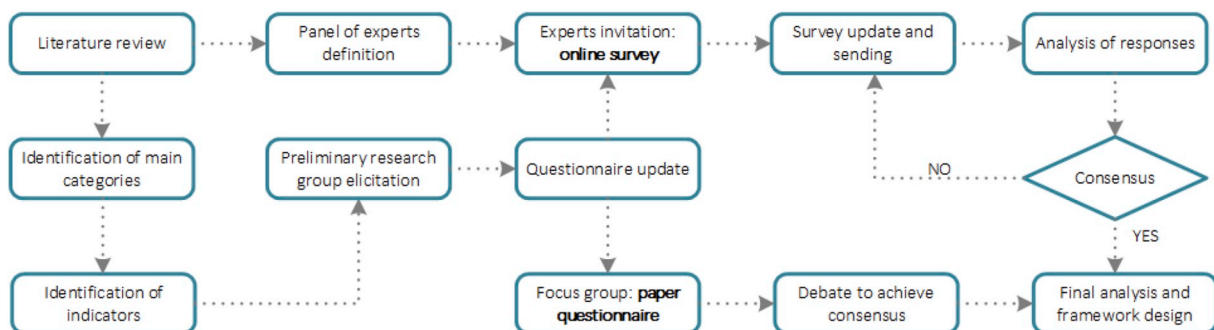 Literature review
Panel of experts
definition
Experts invitation:
online survey
Survey update and
sending
Analysis of responses
Identification of main
categories
Preliminary research
group elicitation
Questionnaire update
NO
Consensus
YES
Identification of
indicators
Focus group: paper
questionnaire
Debate to achieve
consensus
Final analysis and
framework design